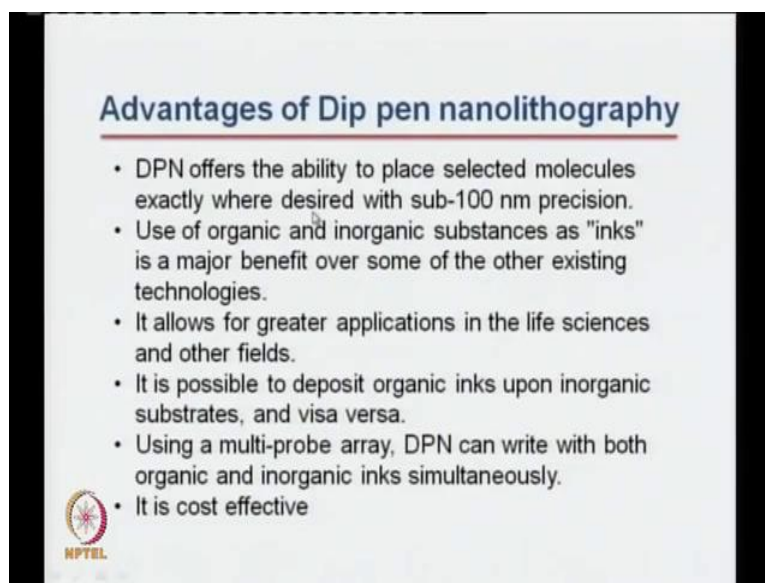 Advantages of Dip pen nanolithography
• DPN offers the ability to place selected molecules
exactly where desired with sub-100 nm precision.
• Use of organic and inorganic substances as "inks"
is a major benefit over some of the other existing
technologies.
• It allows for greater applications in the life sciences
and other fields.
• It is possible to deposit organic inks upon inorganic
substrates, and visa versa.
• Using a multi-probe array, DPN can write with both
organic and inorganic inks simultaneously.
• It is cost effective
NPTEL